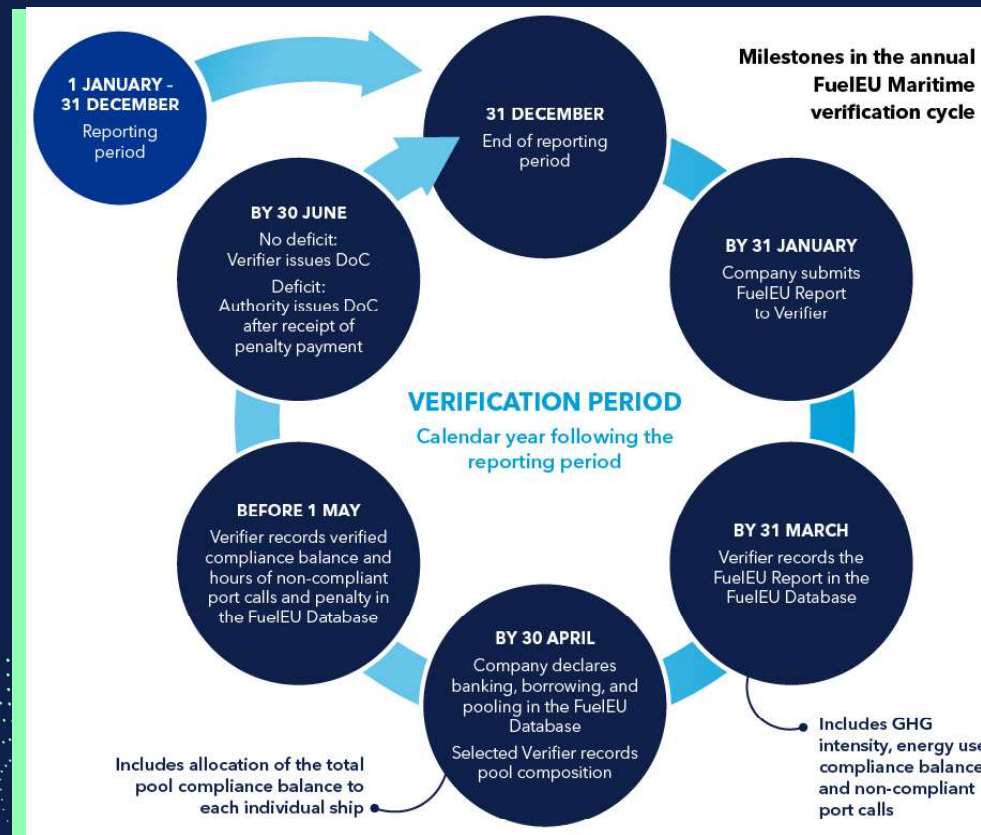 Milestones in the annual
FuelEU Maritime
verification cycle
1 JANUARY –
31 DECEMBER
Reporting
period
31 DECEMBER
End of reporting
period
BY 31 JANUARY
Company submits
FuelEU Report
to Verifier
BY 31 MARCH
Verifier records the
FuelEU Report in the
FuelEU Database
Includes GHG
intensity, energy use
compliance balance
and non-compliant
port calls
BY 30 APRIL
Company declares
banking, borrowing, and
pooling in the FuelEU
Database
Selected Verifier records
pool composition
Includes allocation of the total
pool compliance balance to
each individual ship
BEFORE 1 MAY
Verifier records verified
compliance balance and
hours of non-compliant
port calls and penalty in
the FuelEU Database
BY 30 JUNE
No deficit:
Verifier issues DoC
Deficit:
Authority issues DoC
after receipt of
penalty payment
VERIFICATION PERIOD
Calendar year following the
reporting period